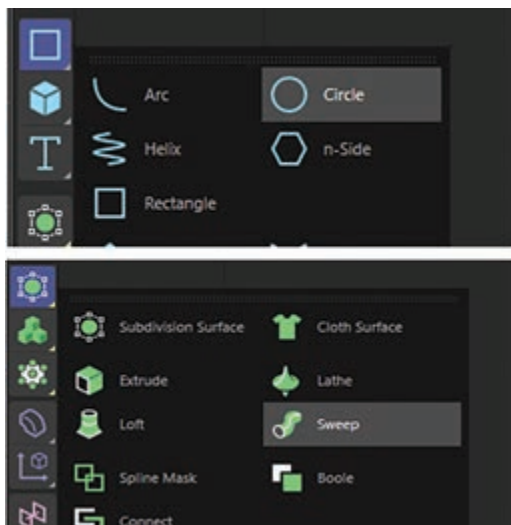 Arc Circle
Helix n-Side
Rectangle
Subdivision Surface Cloth Surface
Extrude Lathe
Loft Sweep
Spline Mask Boole
Connect